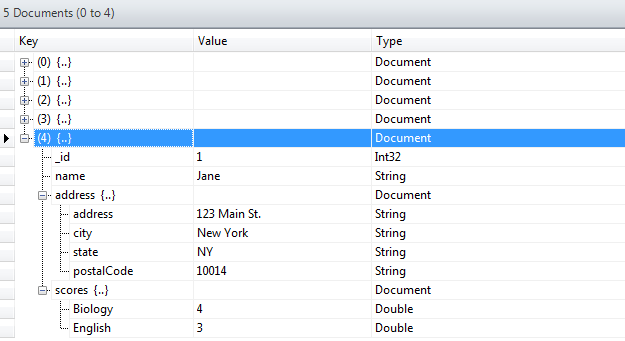 5 Documents (0 to 4)
Key Value Type
(0) {..} Document
(1) {..} Document
(2) {..} Document
(3) {..} Document
(4) {..} Document
_id 1 Int32
name Jane String
address {..} Document
address 123 Main St. String
city New York String
state NY String
postalCode 10014 String
scores {..} Document
Biology 4 Double
English 3 Double